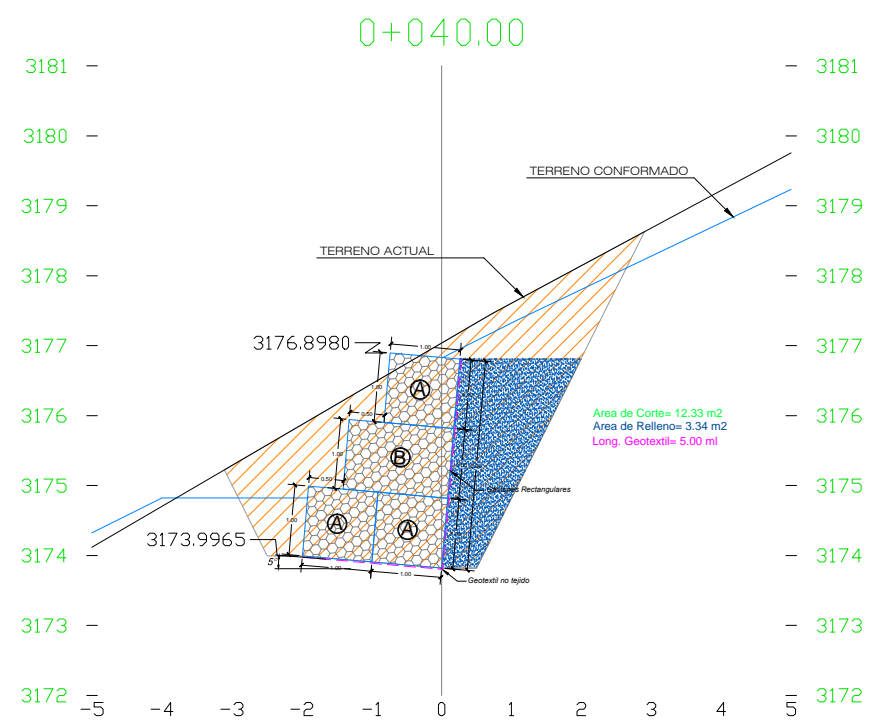 0+040.00
3181 3181
3180 3180
TERRENO CONFORMADO
3179 3179
TERRENO ACTUAL
3178 3178
3177 3177
3176.8980
1.00
1.00
A
3176 3176
0.50
Area de Corte= 12.33 m2
Area de Relleno= 3.34 m2
Long. Geotextil= 5.00 ml
1.00
B
3175 3175
0.50
Rectangulares
1.00
A
A
3174 3174
3173.9965
5°
1.00
1.00
Geotextil no tejido
3173 3173
3172 3172
-5 -4 -3 -2 -1 0 1 2 3 4 5